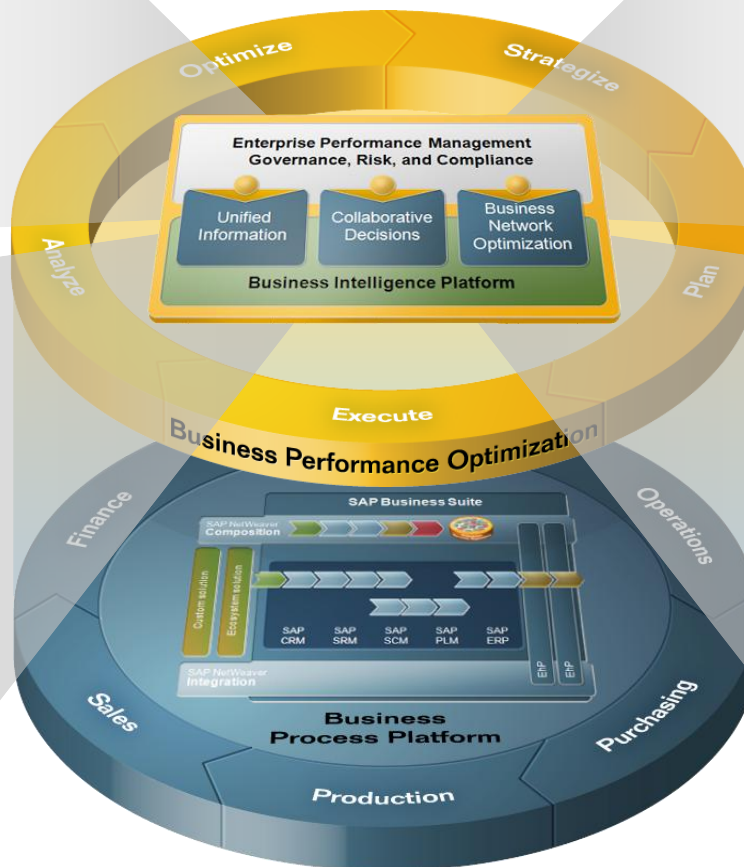 Optimize
Strategize
Enterprise Performance Management
Governance, Risk, and Compliance
Unified
Information
Collaborative
Decisions
Business
Network
Optimization
Business Intelligence Platform
Analyze
Plan
Execute
Business Performance Optimization
Finance
Operations
SAP Business Suite
SAP NetWeaver
Composition
Custom solution
Ecosystem solution
SAP
CRM
SAP
SRM
SAP
SCM
SAP
PLM
SAP
ERP
EhP
EhP
SAP NetWeaver
Integration
Sales
Business
Process Platform
Purchasing
Production